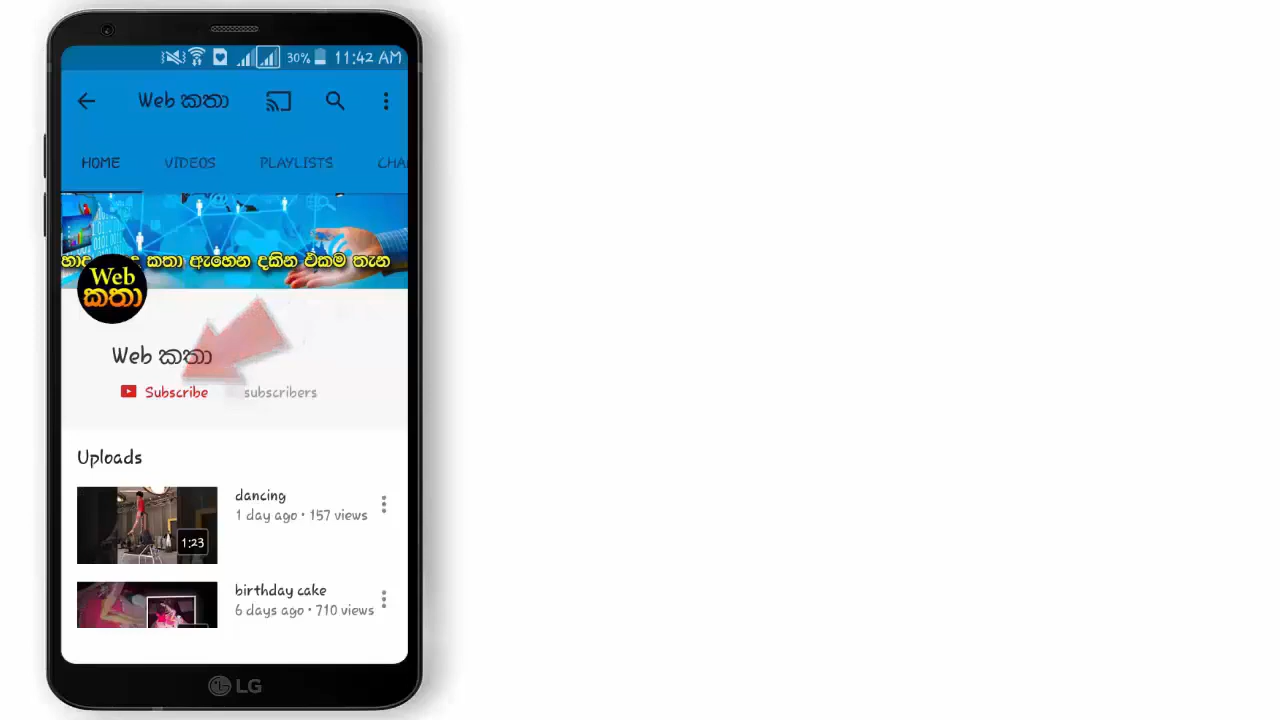 30% 11:42 AM
Web කතා
HOME VIDEOS PLAYLISTS CHA
කතා ඇහෙන දකින එකම තැන
Web
කතා
Web කතා
Subscribe subscribers
Uploads
dancing
1 day ago • 157 views
1:23
birthday cake
6 days ago • 710 views
LG